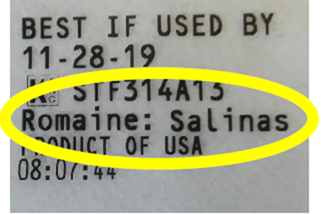 BEST IF USED BY
11-28-19
K STF314A13
Romaine: Salinas
PRODUCT OF USA
08:07:44